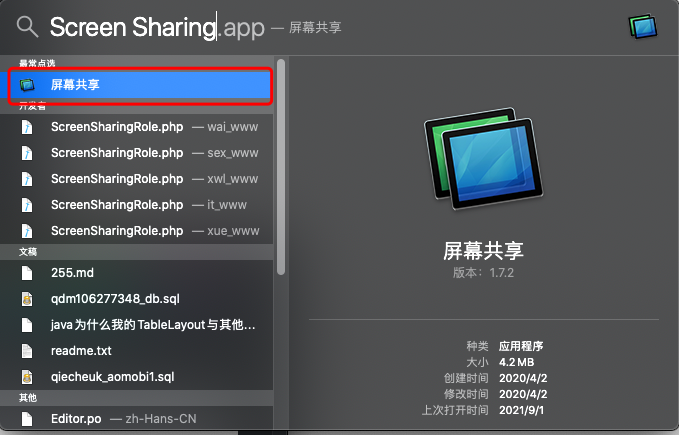 Screen Sharing.app — 屏幕共享
最常点选
屏幕共享
开发者
ScreenSharingRole.php — wai_www
ScreenSharingRole.php — sex_www
ScreenSharingRole.php — xwl_www
ScreenSharingRole.php — it_www
ScreenSharingRole.php — xue_www
文稿
255.md
qdm106277348_db.sql
java为什么我的TableLayout与其他...
readme.txt
qiecheuk_aomobi1.sql
其他
Editor.po — zh-Hans-CN
屏幕共享
版本：1.7.2
种类 应用程序
大小 4.2 MB
创建时间 2020/4/2
修改时间 2020/4/2
上次打开时间 2021/9/1